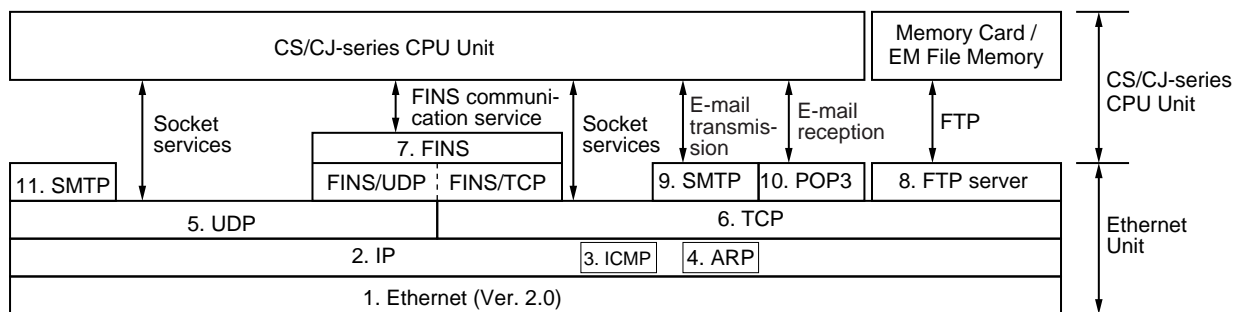 CS/CJ-series CPU Unit
Memory Card /
EM File Memory
CS/CJ-series
CPU Unit
Socket
services
FINS communi-
cation service
Socket
services
E-mail
transmis-
sion
E-mail
reception
FTP
7. FINS
11. SMTP
FINS/UDP
FINS/TCP
9. SMTP
10. POP3
8. FTP server
5. UDP
6. TCP
Ethernet
Unit
2. IP
3. ICMP
4. ARP
1. Ethernet (Ver. 2.0)